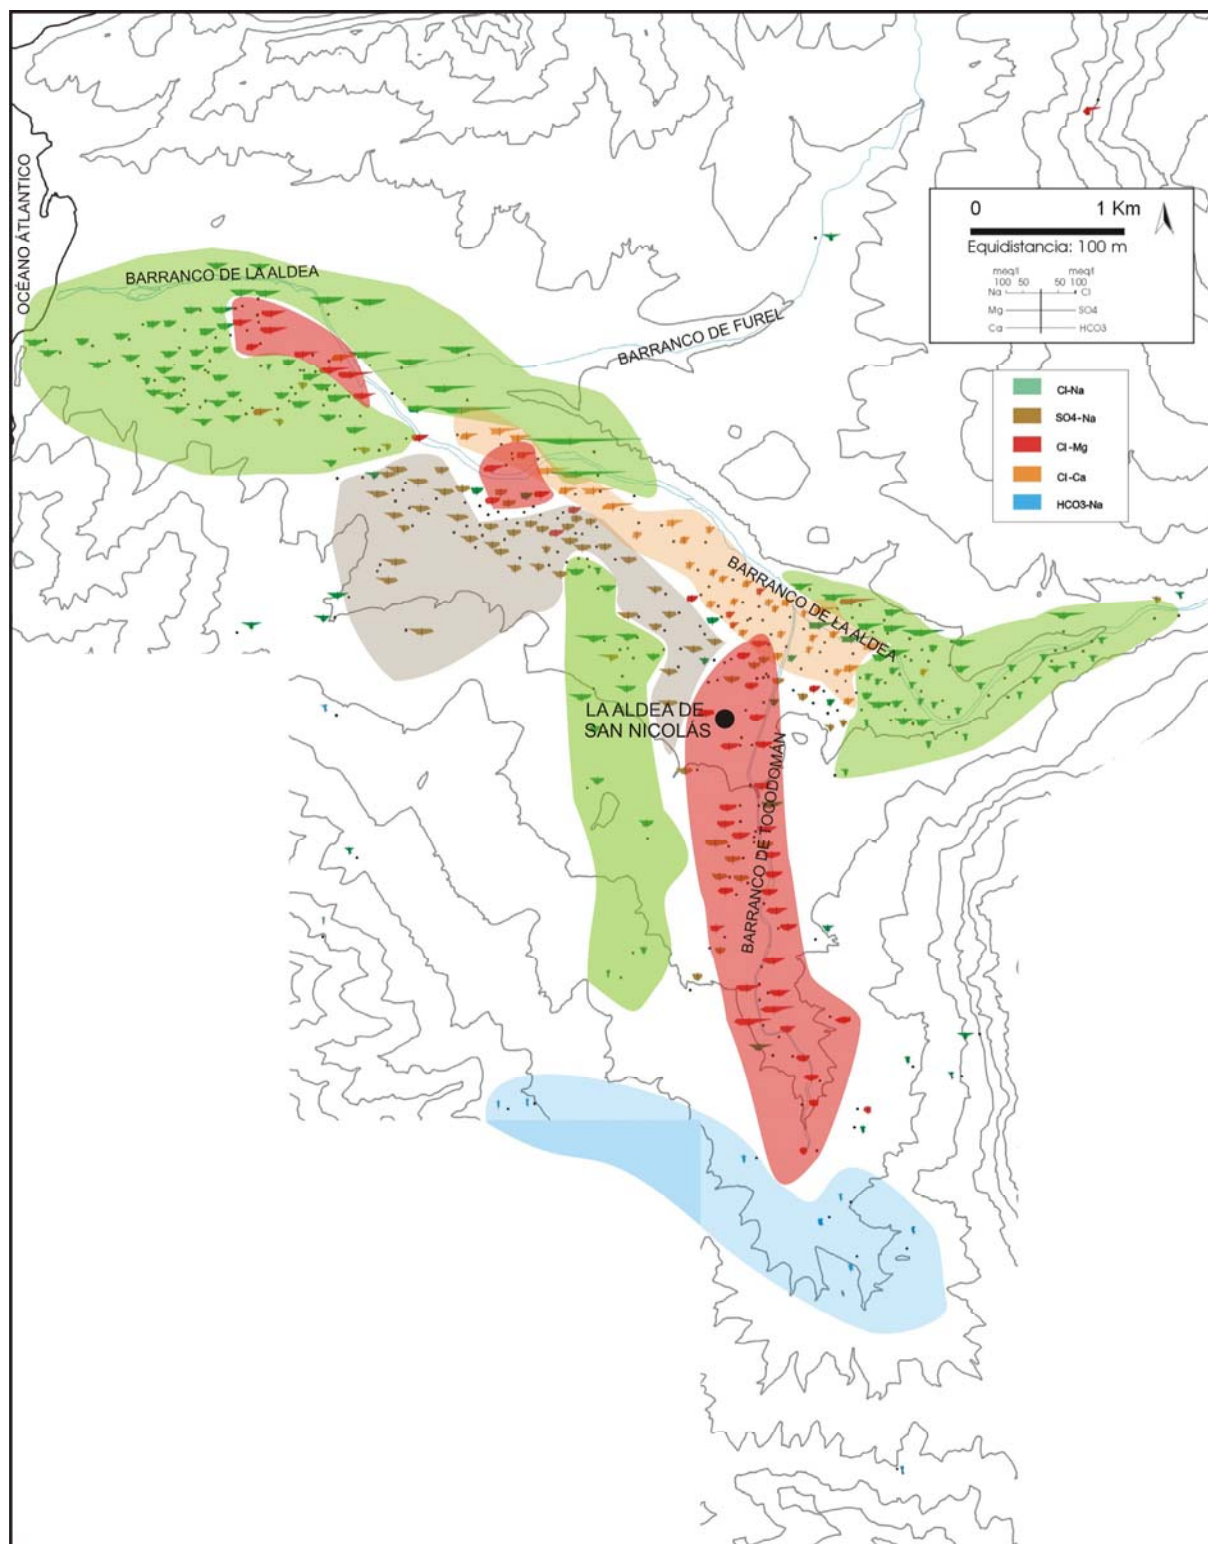 OCÉANO ÁTLANTICO
BARRANCO DE LA ALDEA
BARRANCO DE FUREL
0 1 Km
Equidistancia: 100 m
meq/l meq/l
100 50 50 100
Na Cl
Mg SO4
Ca HCO3
Cl-Na
SO4-Na
Cl-Mg
Cl-Ca
HCO3-Na
BARRANCO DE LA ALDEA
LA ALDEA DE
SAN NICOLÁS
BARRANCO DE TOCODOMÁN